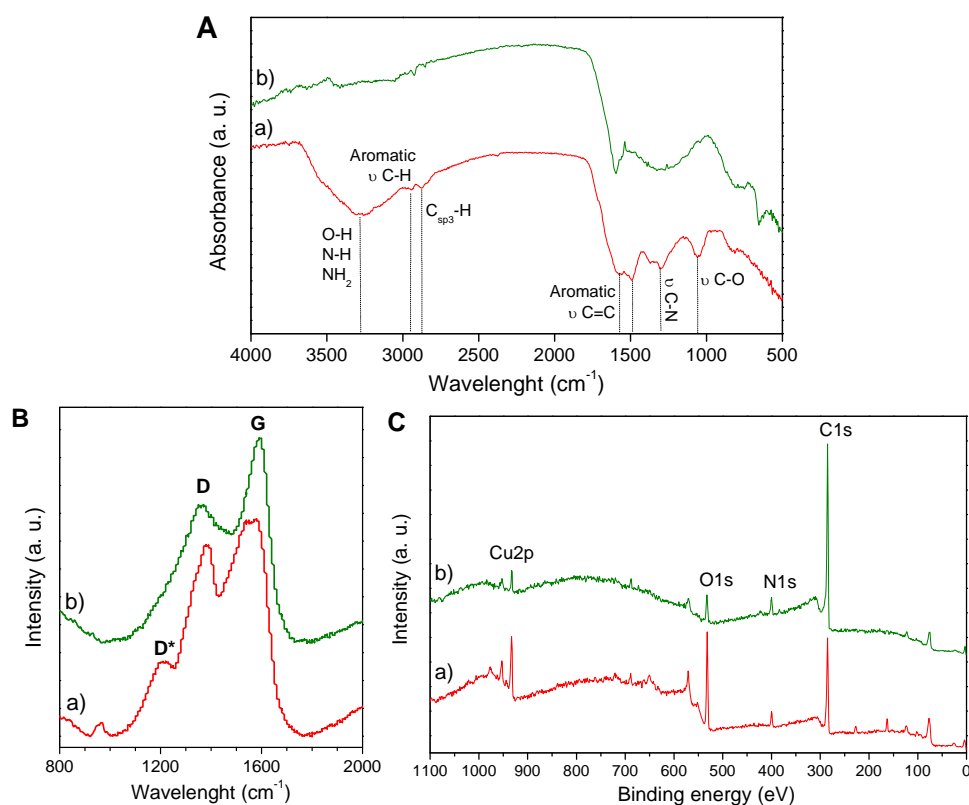 A
b)
a)
Aromatic
υ C-H
C_sp3-H
O-H
N-H
NH₂
Aromatic
υ C=C
υ C-N
υ C-O
Absorbance (a. u.)
4000 3500 3000 2500 2000 1500 1000 500
Wavelenght (cm⁻¹)
B
G
D
D*
b)
a)
Intensity (a. u.)
800 1200 1600 2000
Wavelenght (cm⁻¹)
C
C1s
Cu2p
O1s
N1s
b)
a)
Intensity (a. u.)
1100 1000 900 800 700 600 500 400 300 200 100 0
Binding energy (eV)